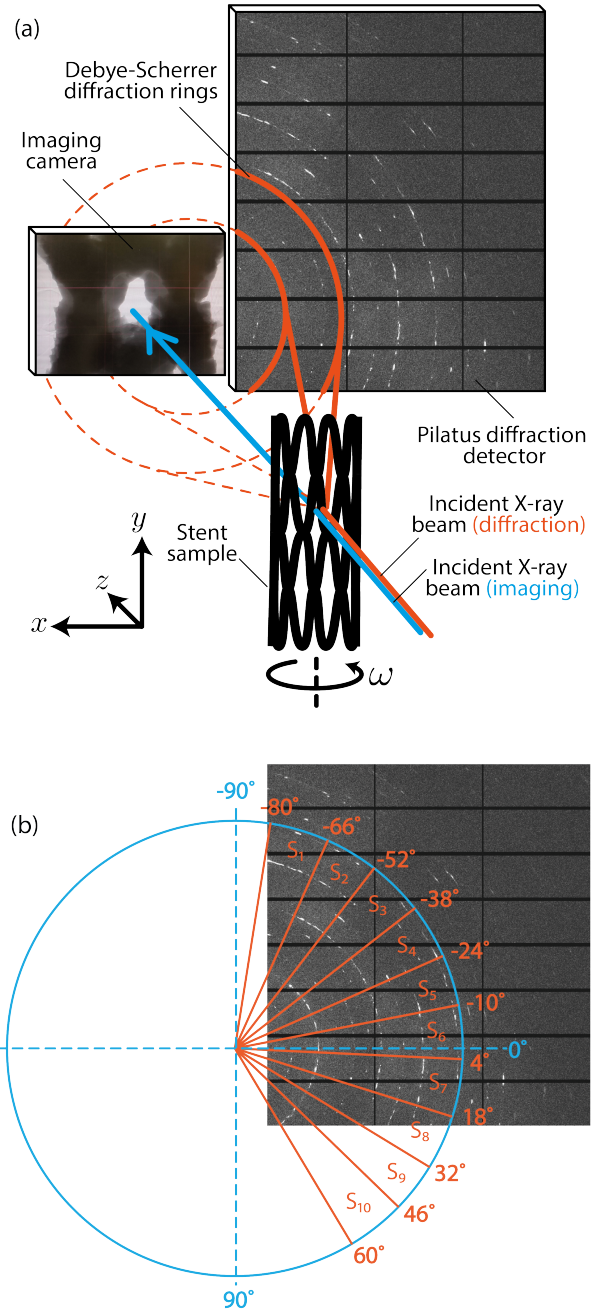 (a)
Debye-Scherrer
diffraction rings
Imaging
camera
Pilatus diffraction
detector
Incident X-ray
beam (diffraction)
Stent
sample
Incident X-ray
beam (imaging)
y
z
x
ω
(b)
-90˚
-80˚
-66˚
S1
-52˚
S2
-38˚
S3
-24˚
S4
-10˚
S5
S6
0˚
4˚
S7
18˚
S8
32˚
S9
46˚
S10
60˚
90˚